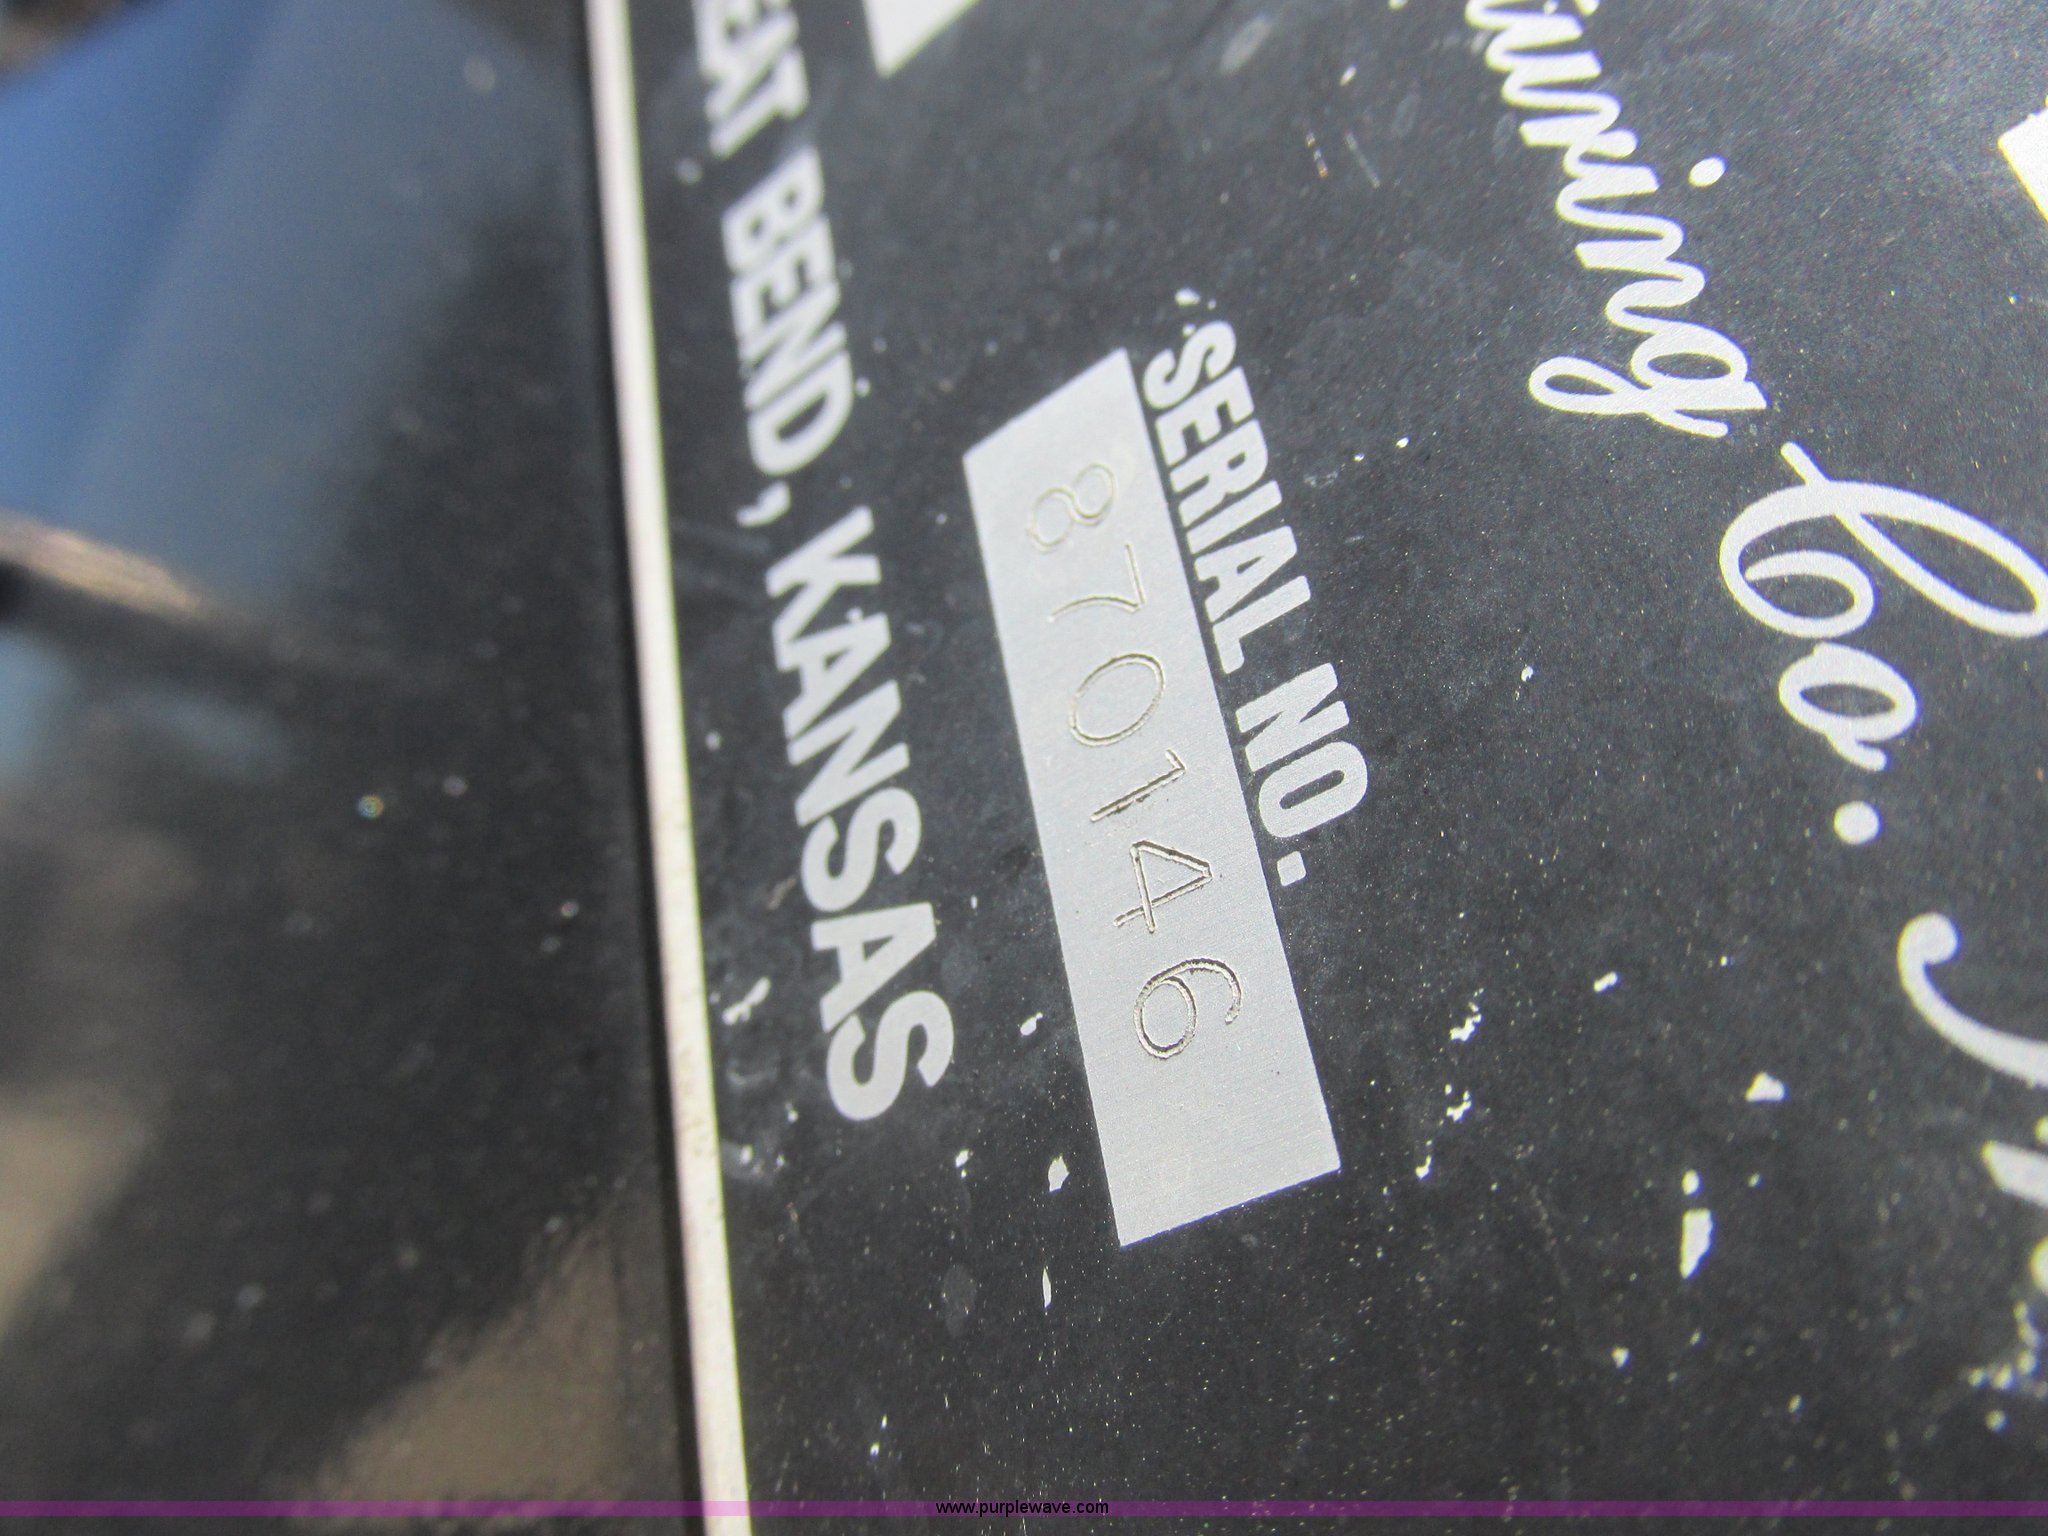 Co.
SERIAL NO.
870146
BEND, KANSAS
www.purplewave.com